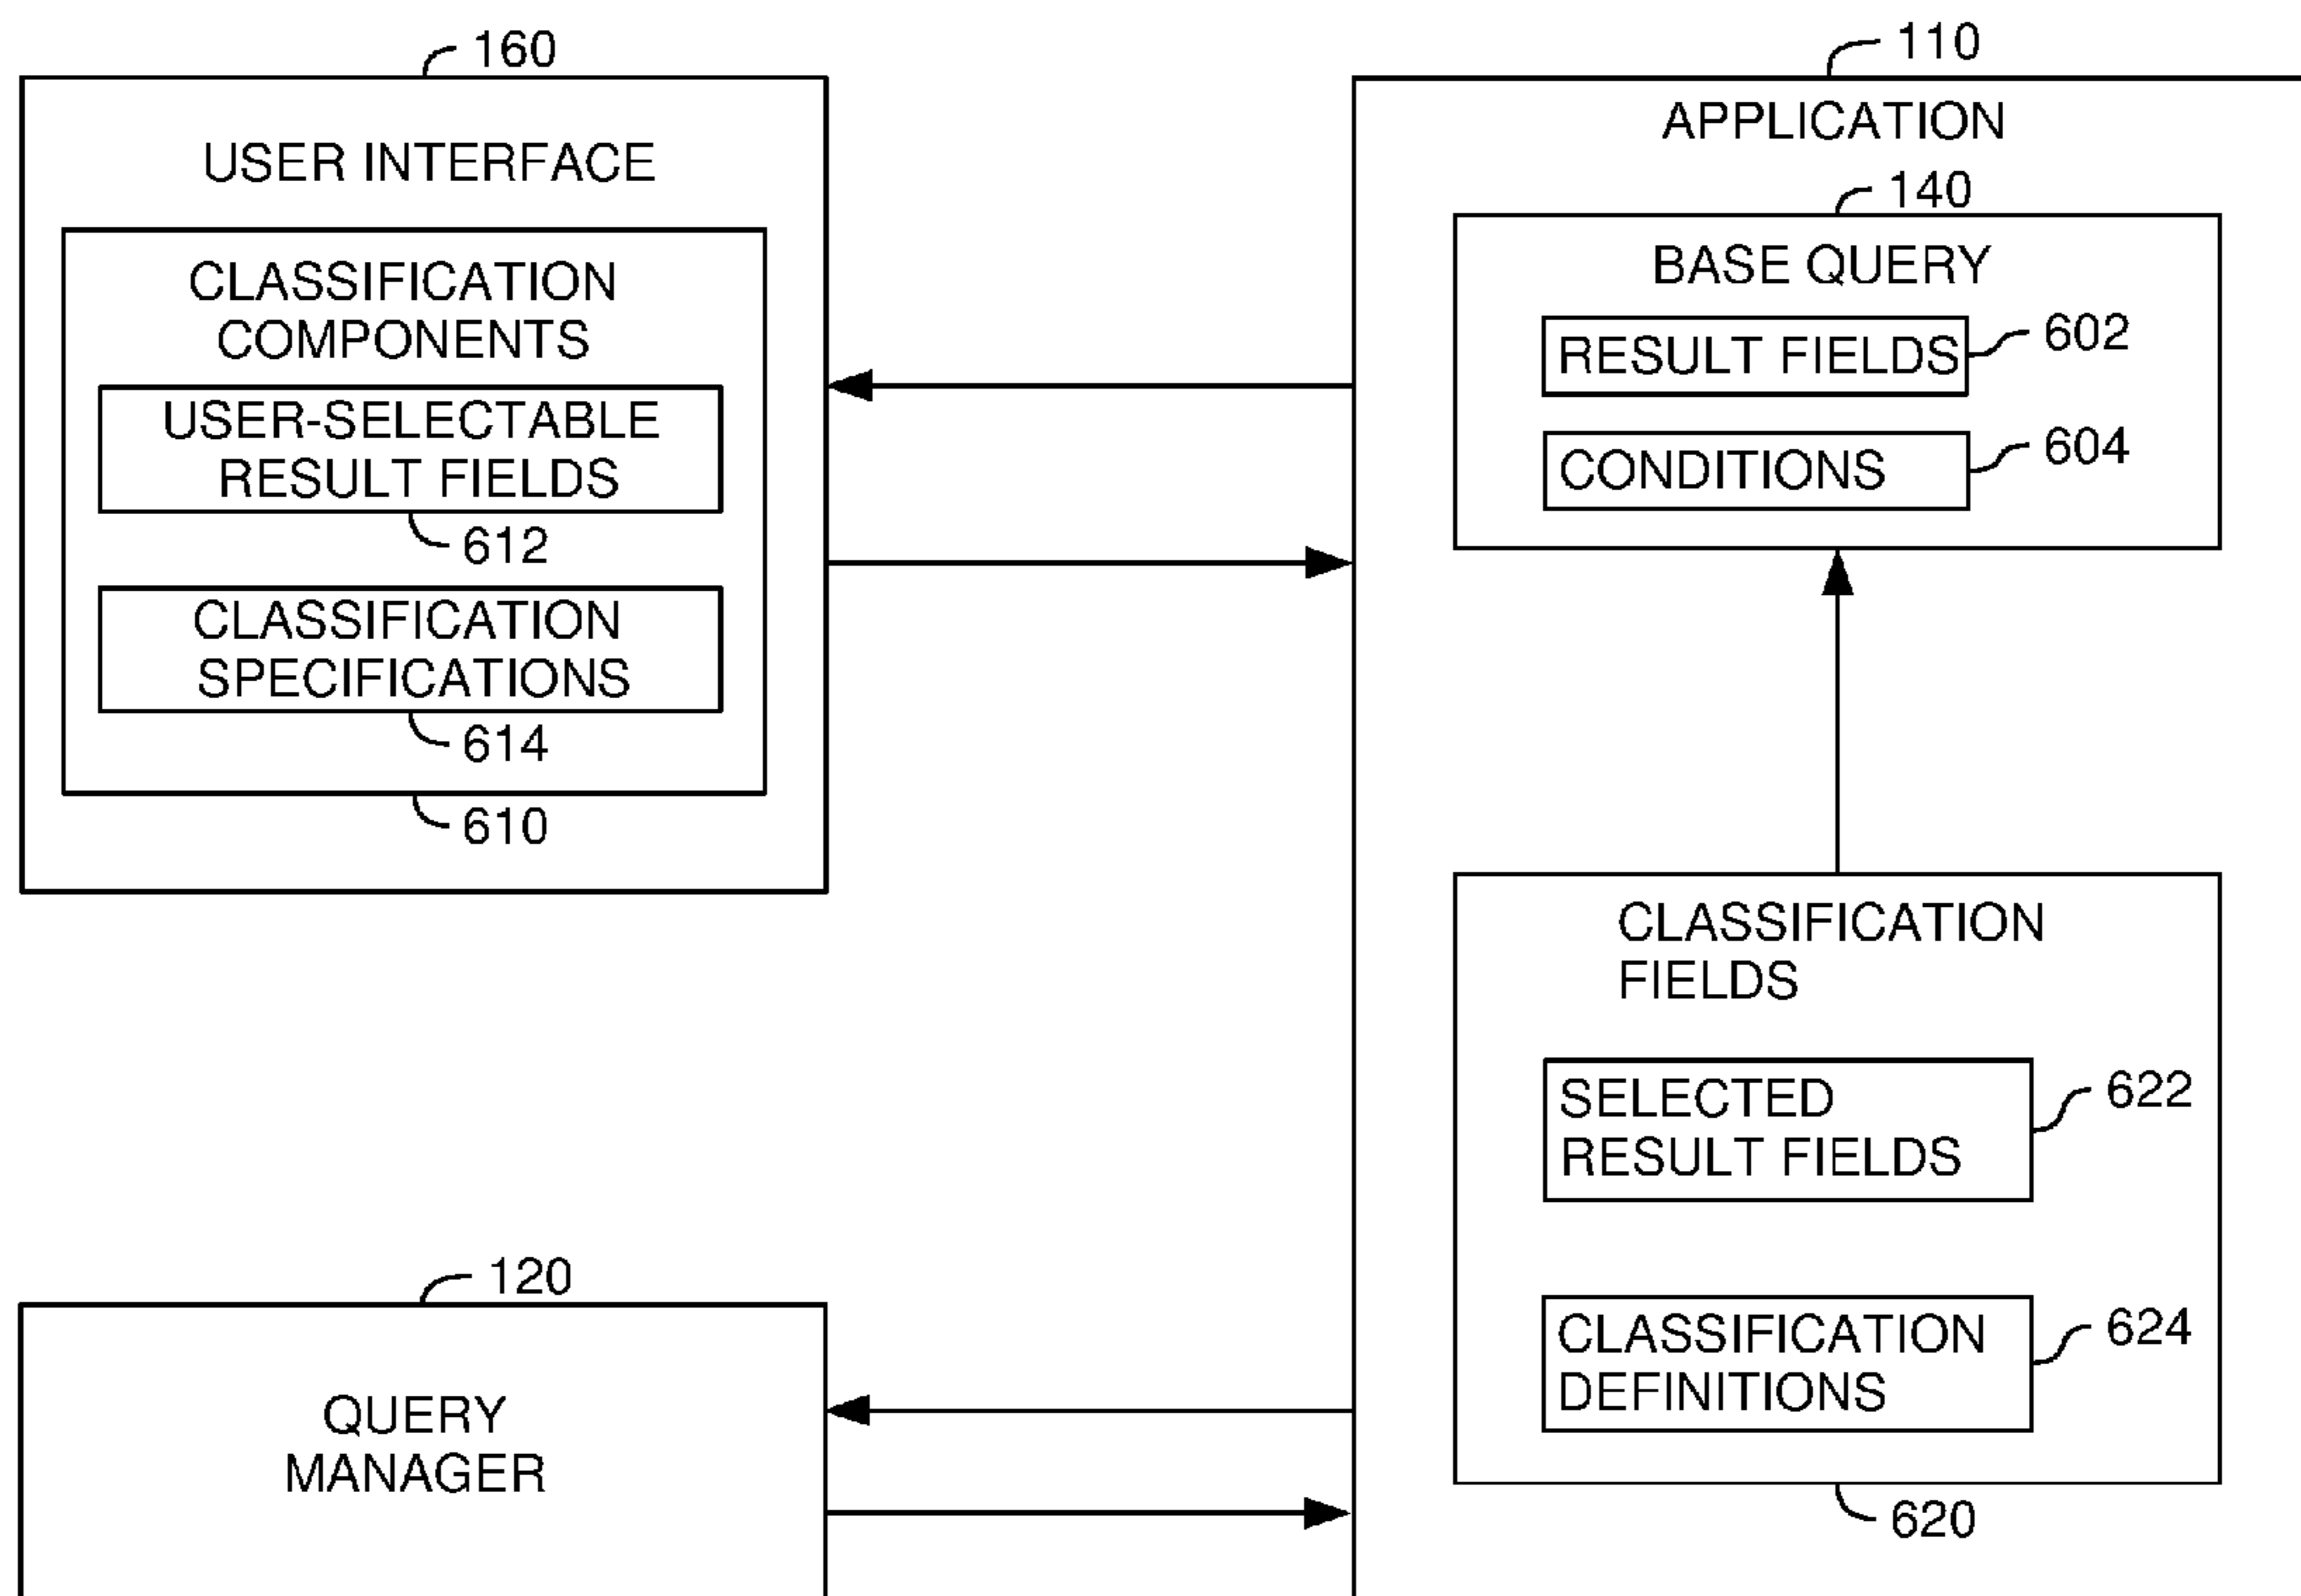 160
USER INTERFACE
CLASSIFICATION
COMPONENTS
USER-SELECTABLE
RESULT FIELDS
612
CLASSIFICATION
SPECIFICATIONS
614
610
110
APPLICATION
140
BASE QUERY
RESULT FIELDS
602
CONDITIONS
604
CLASSIFICATION
FIELDS
SELECTED
RESULT FIELDS
622
CLASSIFICATION
DEFINITIONS
624
620
120
QUERY
MANAGER